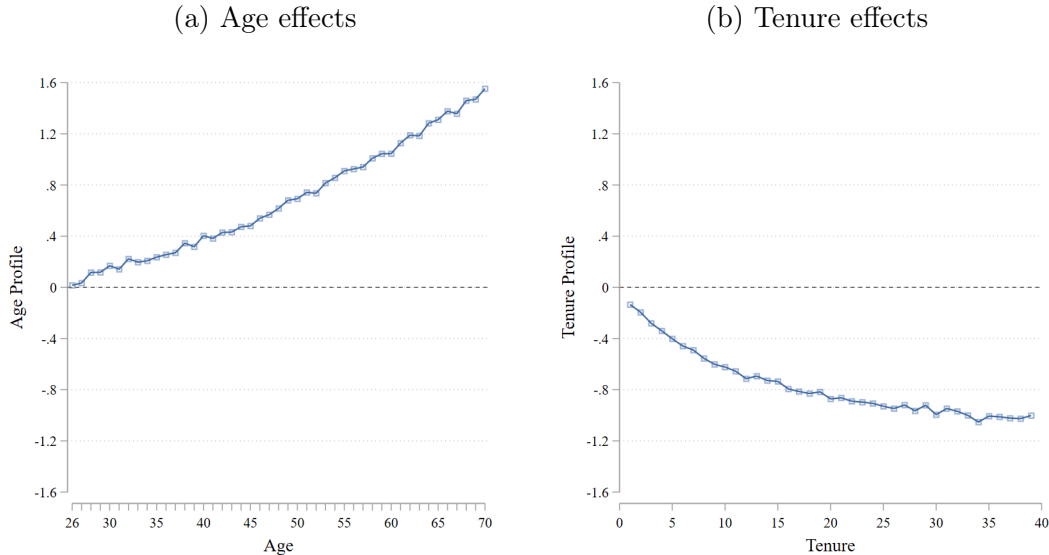 (a) Age effects
1.6
1.2
.8
.4
0
-.4
-.8
-1.2
-1.6
Age Profile
26 30 35 40 45 50 55 60 65 70
Age
(b) Tenure effects
1.6
1.2
.8
.4
0
-.4
-.8
-1.2
-1.6
Tenure Profile
0 5 10 15 20 25 30 35 40
Tenure